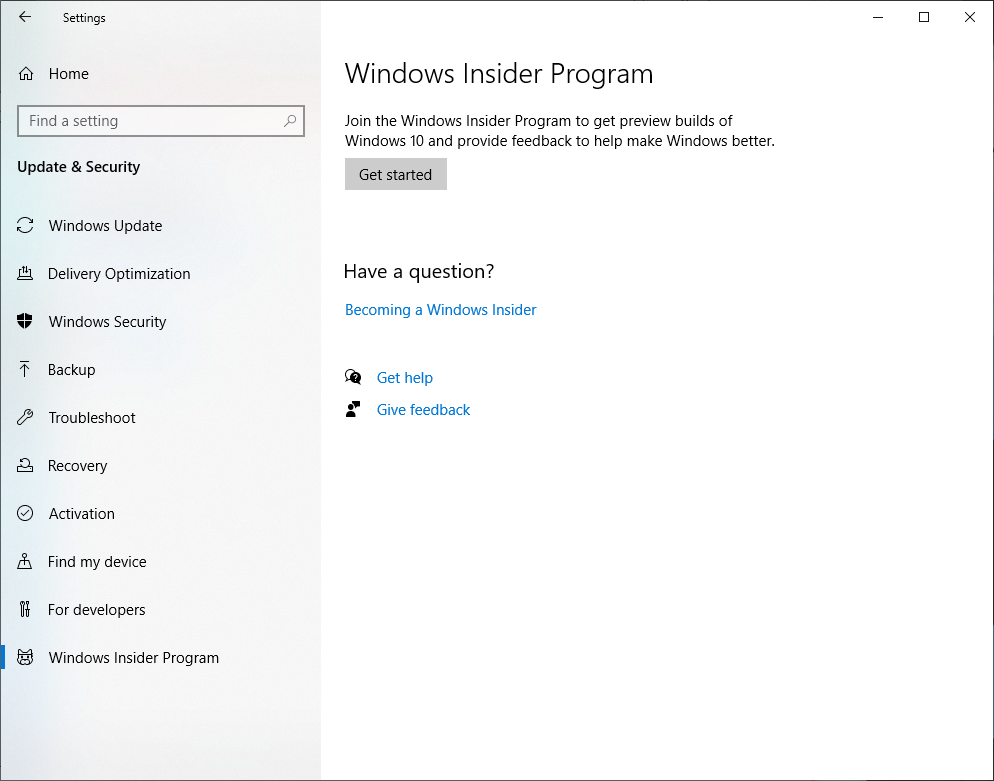 Settings
Home
Find a setting
Update & Security
Windows Update
Delivery Optimization
Windows Security
Backup
Troubleshoot
Recovery
Activation
Find my device
For developers
Windows Insider Program
Windows Insider Program
Join the Windows Insider Program to get preview builds of
Windows 10 and provide feedback to help make Windows better.
Get started
Have a question?
Becoming a Windows Insider
Get help
Give feedback